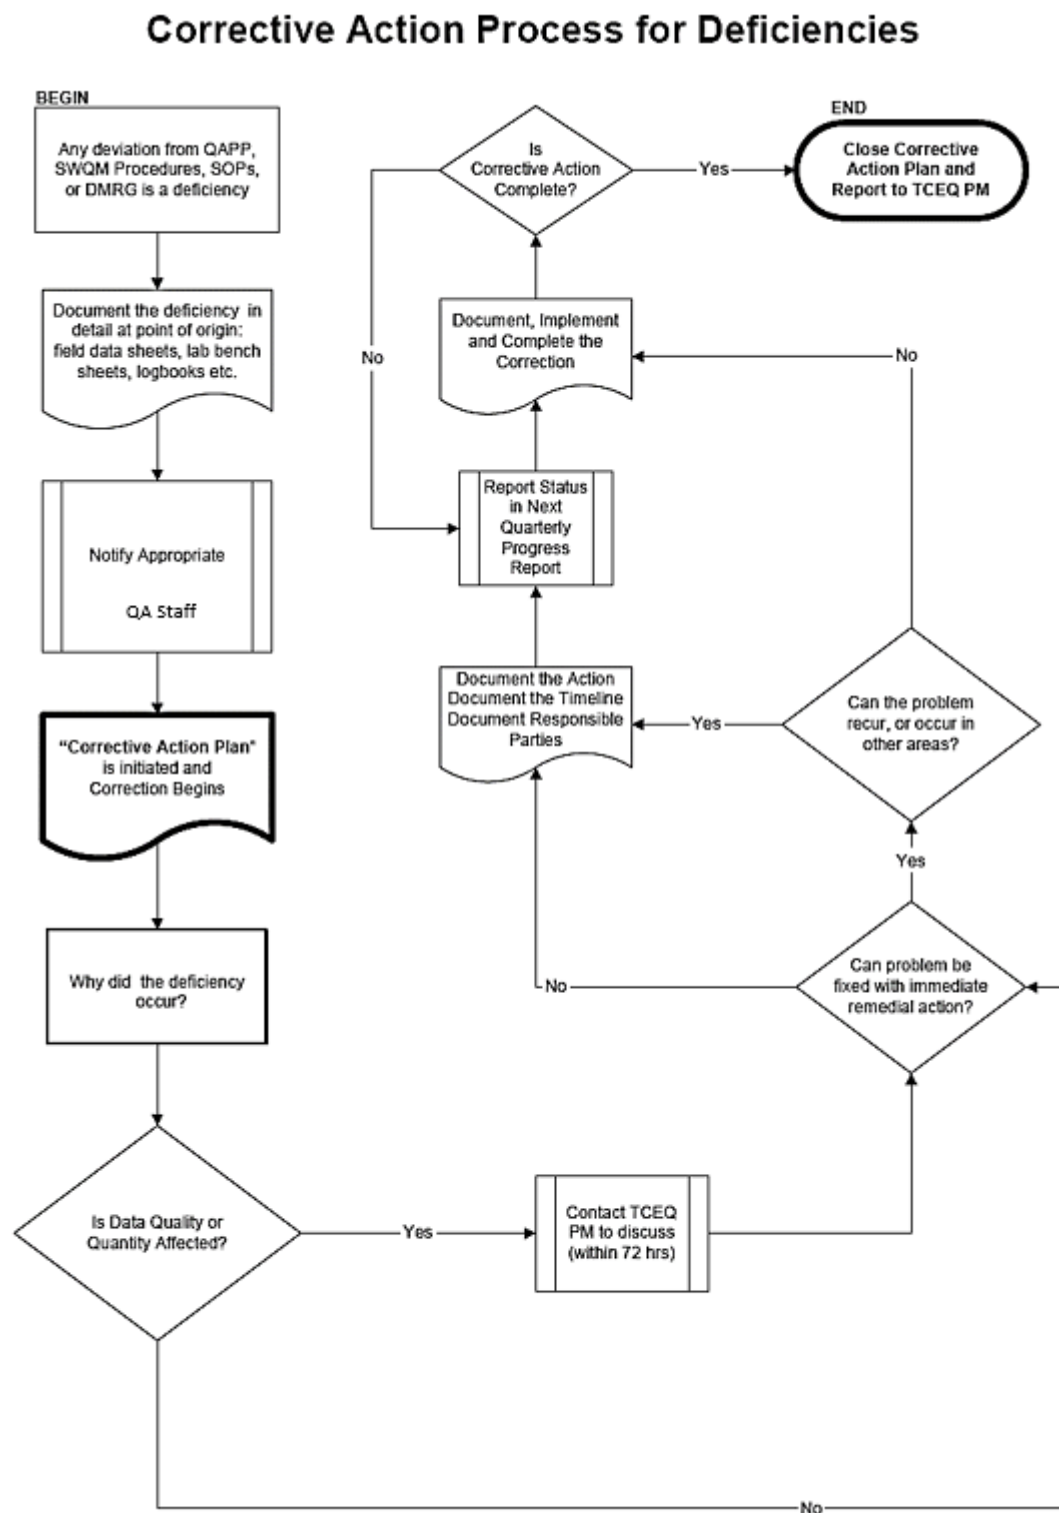 Corrective Action Process for Deficiencies
BEGIN
Any deviation from QAPP,
SWQM Procedures, SOPs,
or DMRG is a deficiency
Document the deficiency in
detail at point of origin:
field data sheets, lab bench
sheets, logbooks etc.
Notify Appropriate
QA Staff
“Corrective Action Plan"
is initiated and
Correction Begins
Why did the deficiency
occur?
Is Data Quality or
Quantity Affected?
Yes
No
Contact TCEQ
PM to discuss
(within 72 hrs)
Can problem be
fixed with immediate
remedial action?
No
Yes
Can the problem
recur, or occur in
other areas?
Yes
No
Document the Action
Document the Timeline
Document Responsible
Parties
Report Status
in Next
Quarterly
Progress
Report
Document, Implement
and Complete the
Correction
Is
Corrective Action
Complete?
No
Yes
END
Close Corrective
Action Plan and
Report to TCEQ PM